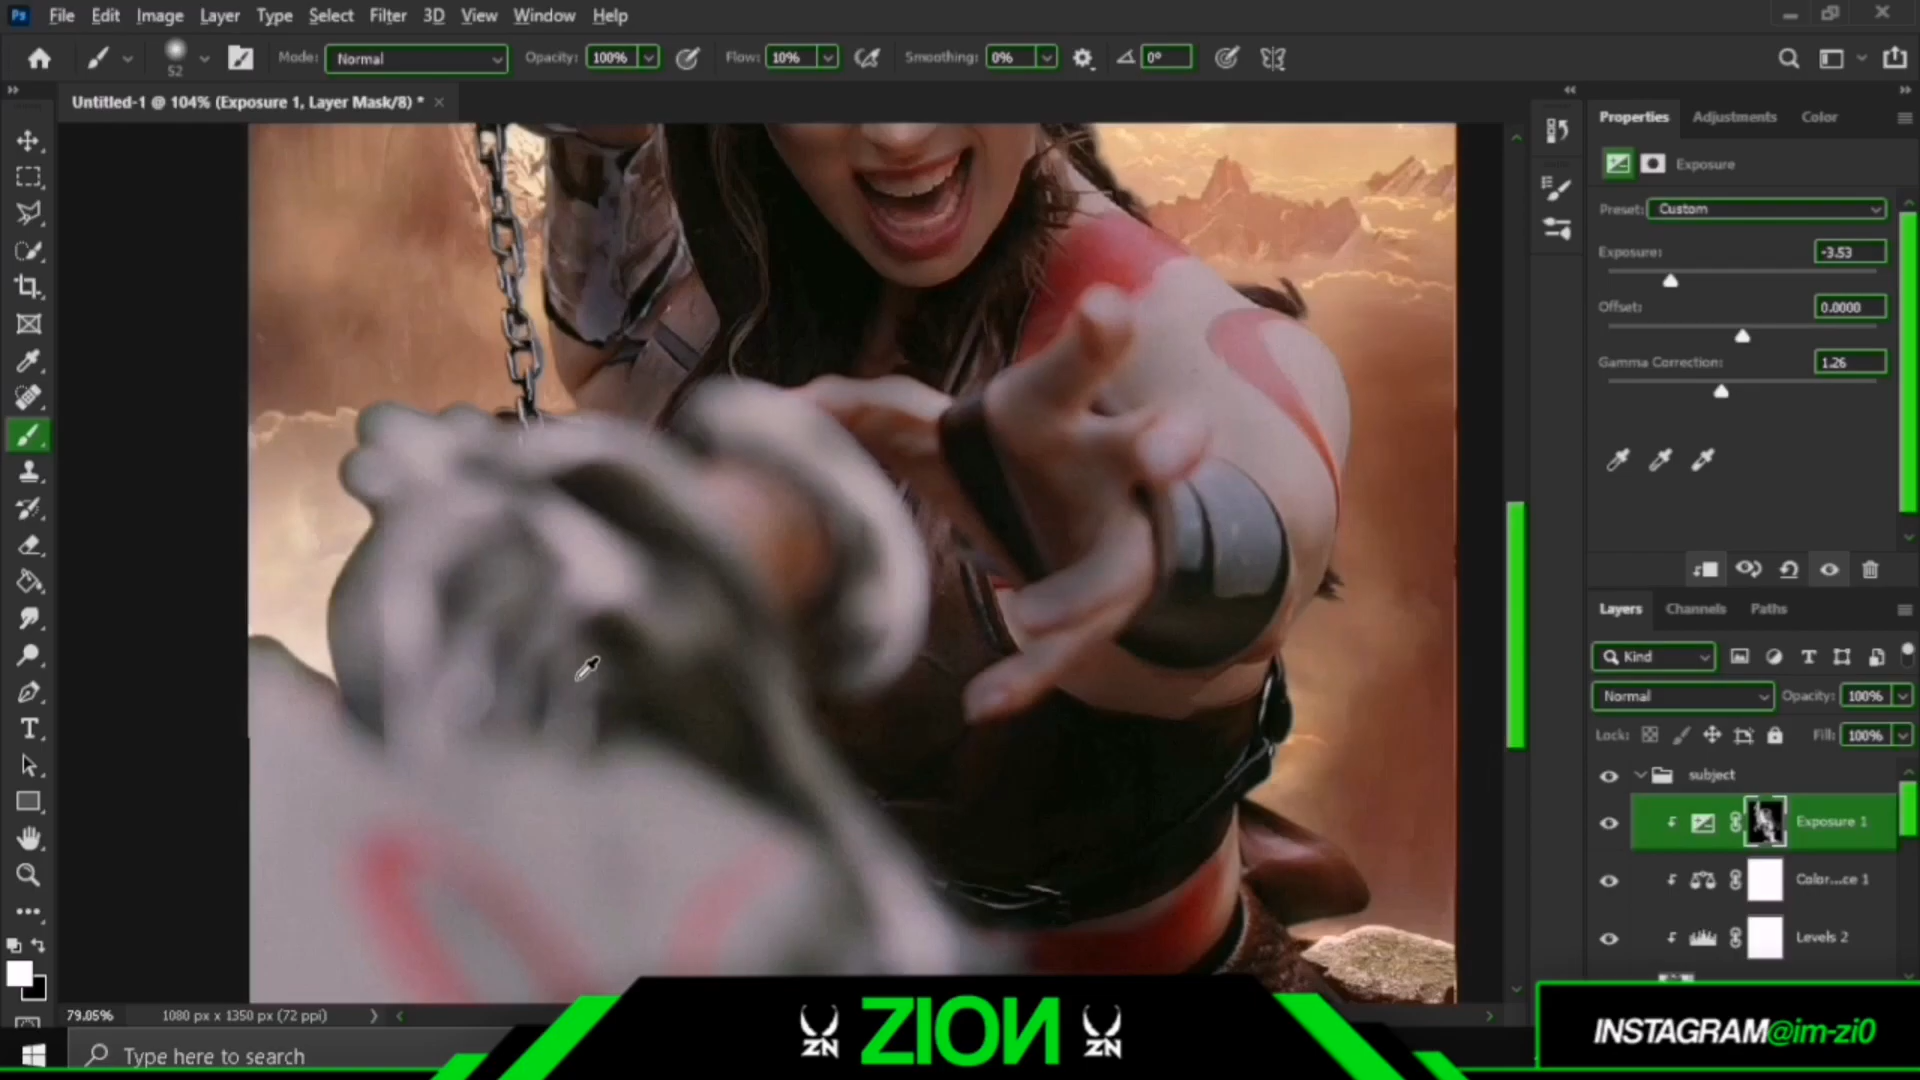 Ps File Edit Image Layer Type Select Filter 3D View Window Help
52 Mode: Normal Opacity: 100% Flow: 10% Smoothing: 0% 0°
Untitled-1 @ 104% (Exposure 1, Layer Mask/8) *
Properties Adjustments Color
Exposure
Preset: Custom
Exposure: -3.53
Offset: 0.0000
Gamma Correction: 1.26
Layers Channels Paths
Kind
Normal Opacity: 100%
Lock: Fill: 100%
subject
Exposure 1
Color...ce 1
Levels 2
79.05% 1080 px x 1350 px (72 ppi)
ZN ZION ZN
INSTAGRAM@im-zi0
Type here to search